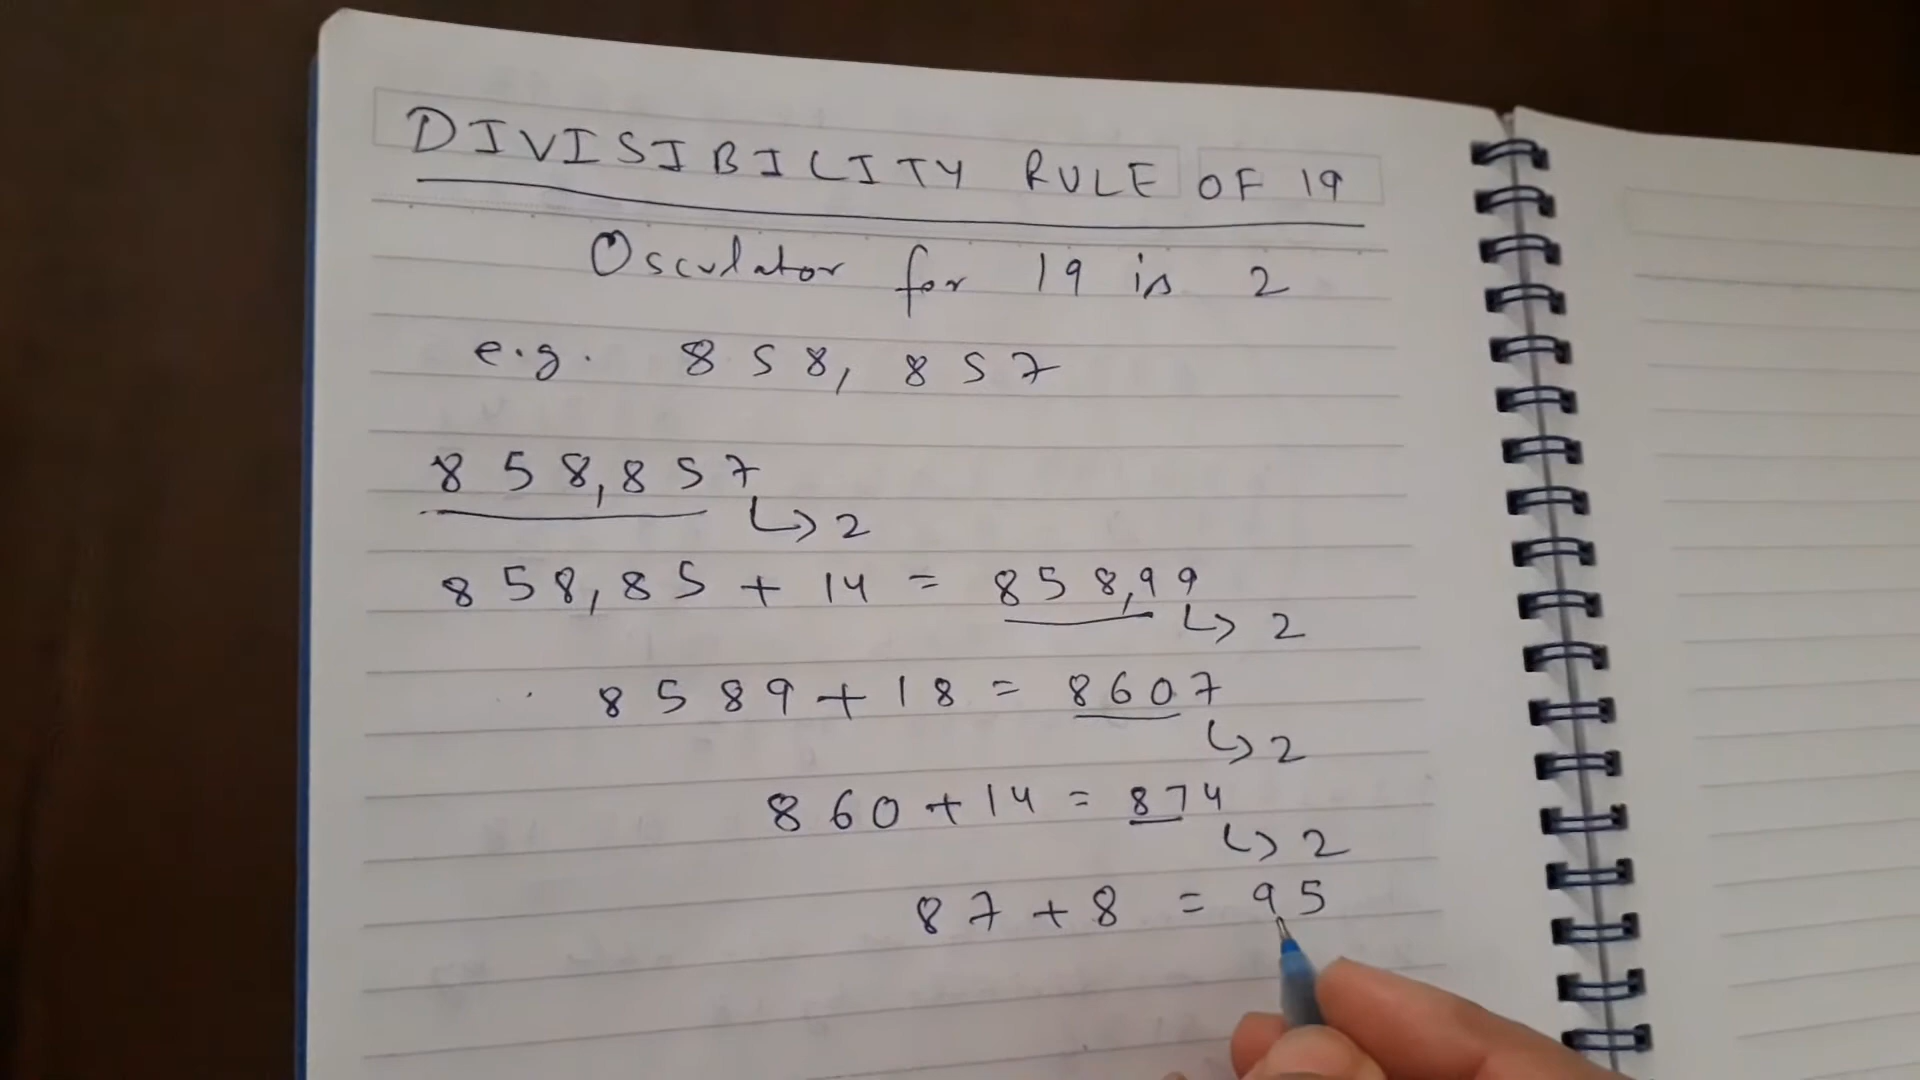 DIVISIBILITY RULE OF 19
Osculator for 19 is 2
e.g. 858,857
858,857
↳ 2
858,85 + 14 = 858,99
↳ 2
8589 + 18 = 8607
↳ 2
860 + 14 = 874
↳ 2
87 + 8 = 95